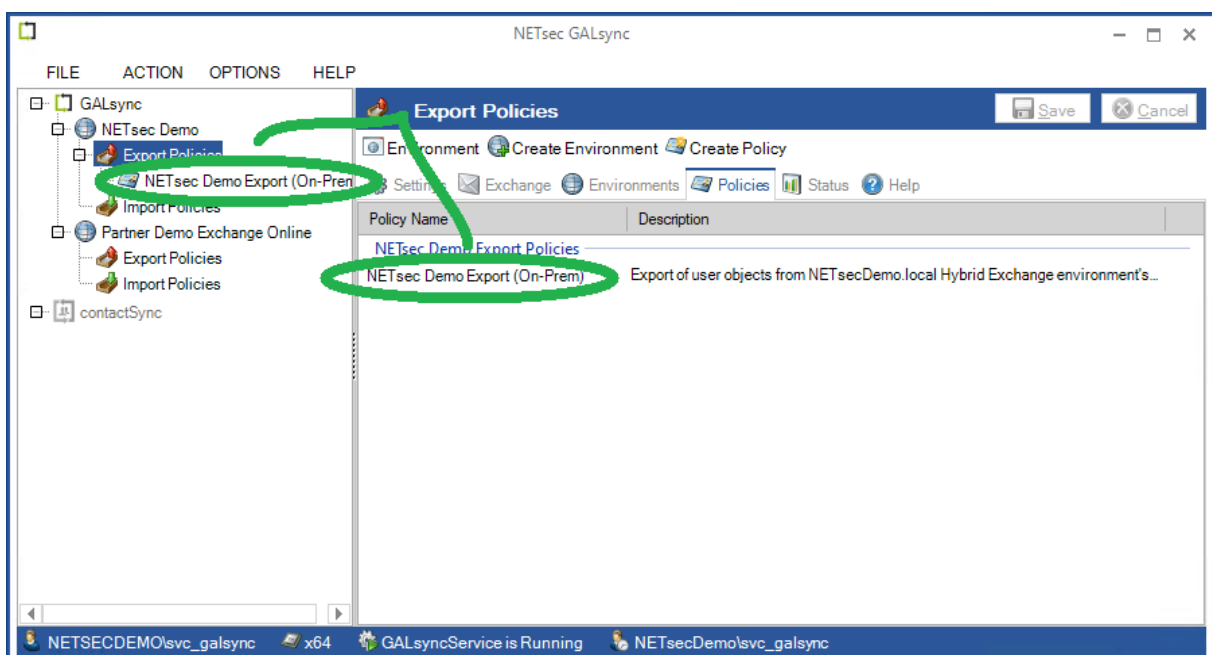 NETsec GALsync
FILE ACTION OPTIONS HELP
GALsync
NETsec Demo
Export Policies
NETsec Demo Export (On-Prem
Import Policies
Partner Demo Exchange Online
Export Policies
Import Policies
contactSync
Export Policies
Save Cancel
Environment Create Environment Create Policy
Settings Exchange Environments Policies Status Help
Policy Name Description
NETsec Demo Export Policies
NETsec Demo Export (On-Prem) Export of user objects from NETsecDemo.local Hybrid Exchange environment's...
NETSECDEMO\svc_galsync x64 GALsyncService is Running NETsecDemo\svc_galsync